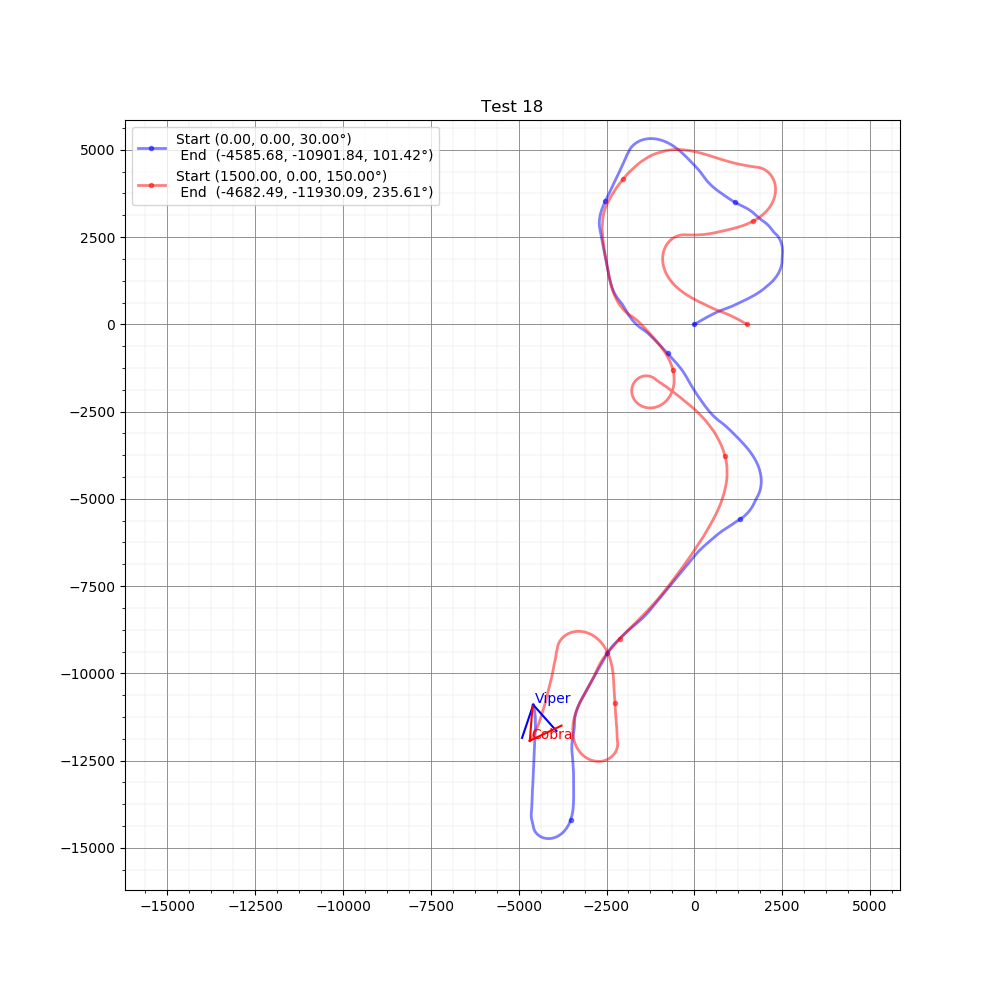 Test 18
Start (0.00, 0.00, 30.00°)
End (-4585.68, -10901.84, 101.42°)
Start (1500.00, 0.00, 150.00°)
End (-4682.49, -11930.09, 235.61°)
5000
2500
0
−2500
−5000
−7500
−10000
−12500
−15000
Viper
Cobra
−15000 −12500 −10000 −7500 −5000 −2500 0 2500 5000